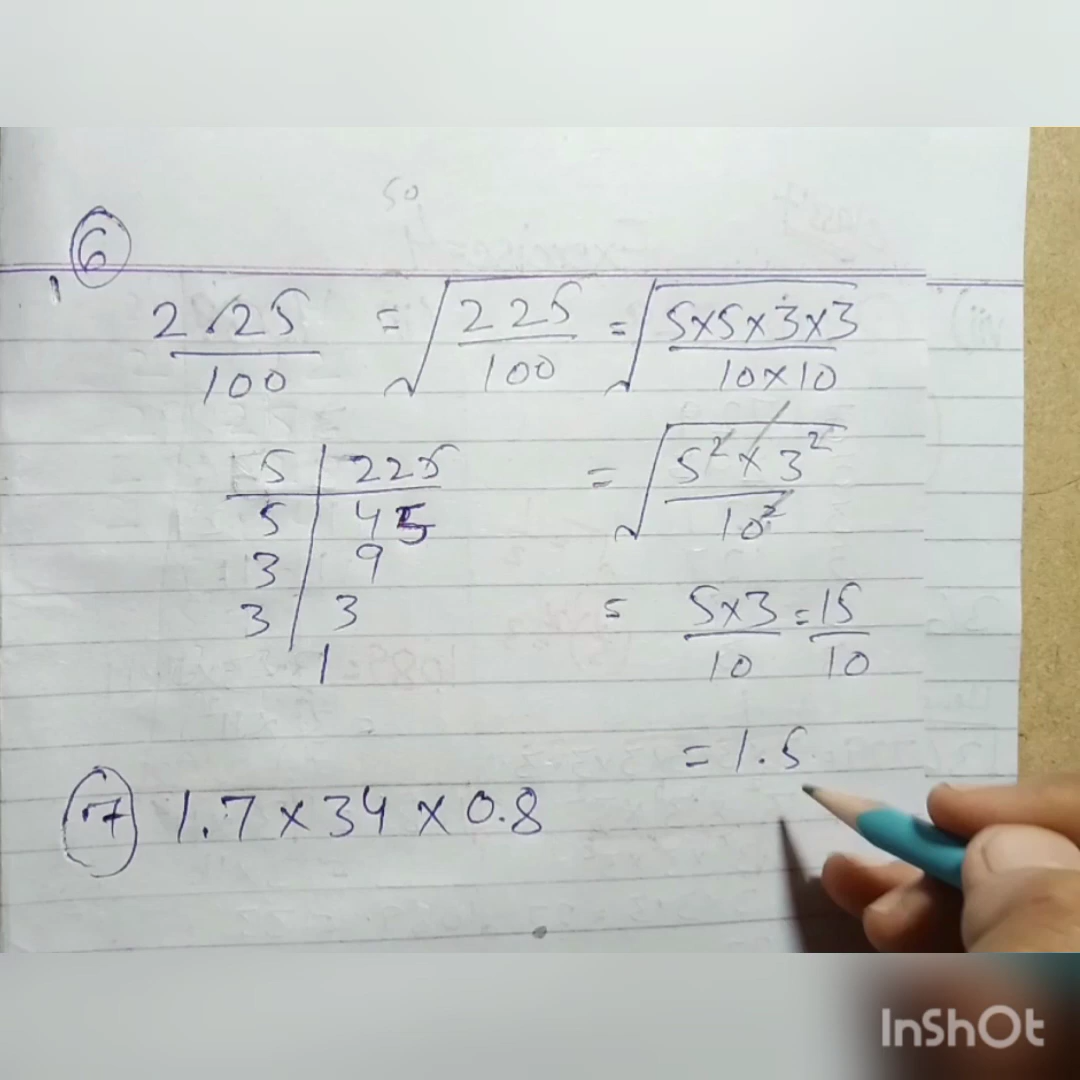 50
6
2.25/100 = √(225/100) = √((5×5×3×3)/(10×10))
5 | 225
5 | 45
3 | 9
3 | 3
1
= √((5²×3²)/10²)
= (5×3)/10 = 15/10
= 1.5
7 1.7×34×0.8
InShOt